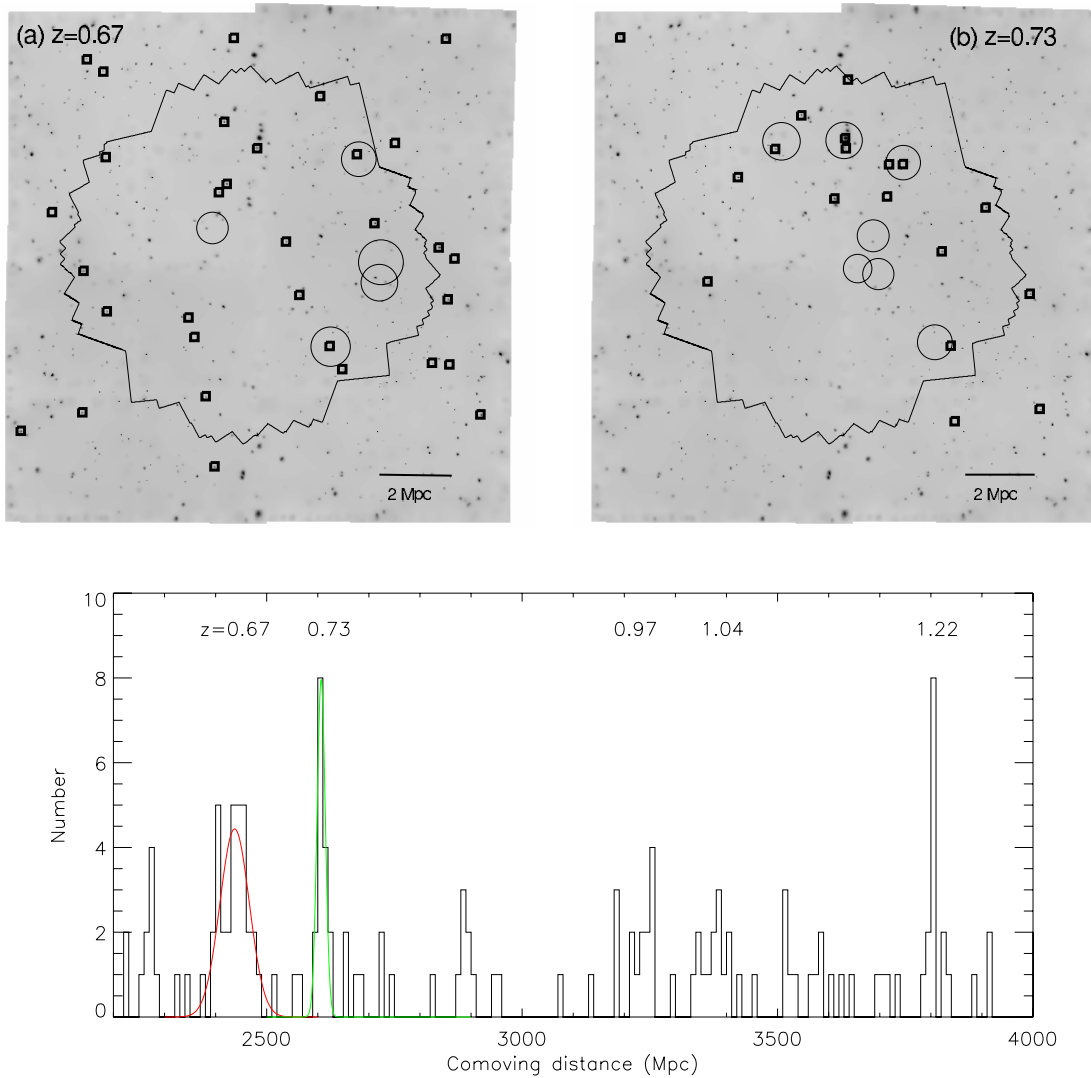 (a) z=0.67
(b) z=0.73
2 Mpc
2 Mpc
10
z=0.67 0.73 0.97 1.04 1.22
8
6
Number
4
2
0
2500 3000 3500 4000
Comoving distance (Mpc)